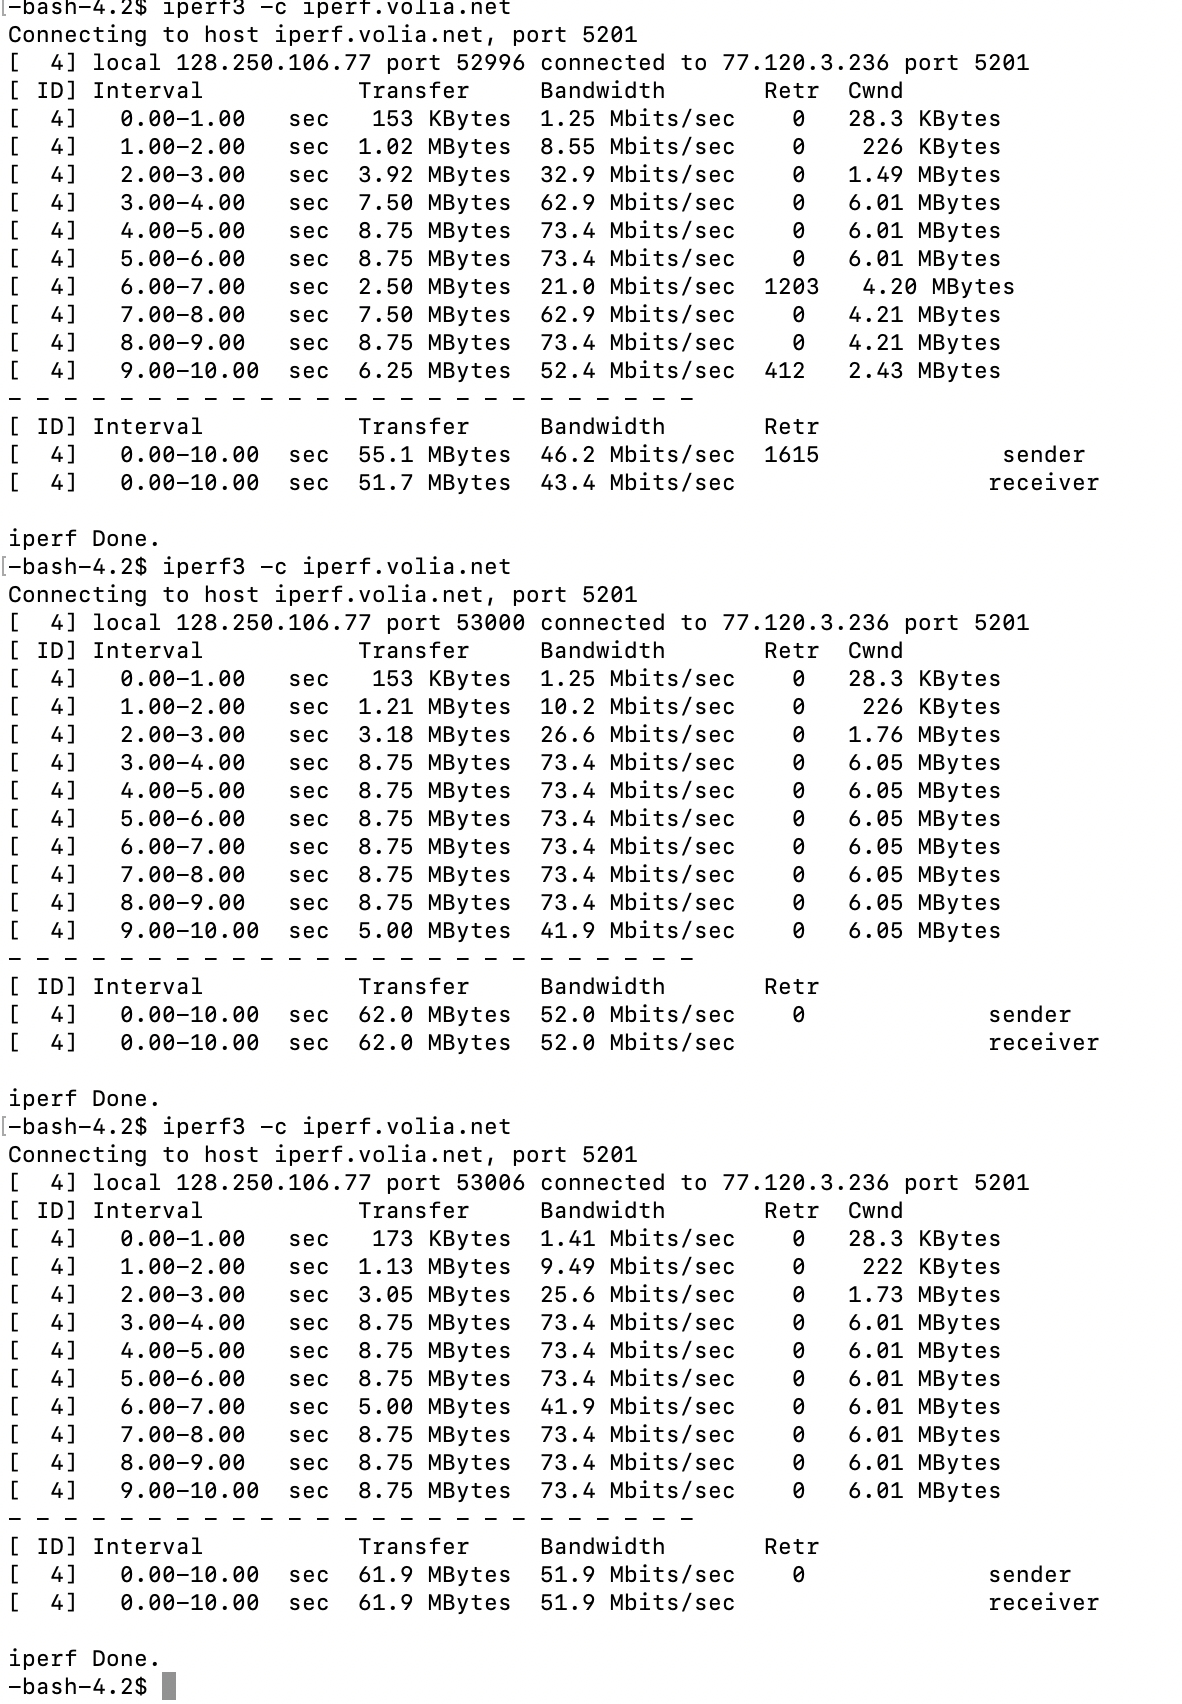 [-bash-4.2$ iperf3 -c iperf.volia.net
Connecting to host iperf.volia.net, port 5201
[  4] local 128.250.106.77 port 52996 connected to 77.120.3.236 port 5201
[ ID] Interval           Transfer     Bandwidth       Retr  Cwnd
[  4]   0.00-1.00   sec   153 KBytes  1.25 Mbits/sec    0   28.3 KBytes
[  4]   1.00-2.00   sec  1.02 MBytes  8.55 Mbits/sec    0    226 KBytes
[  4]   2.00-3.00   sec  3.92 MBytes  32.9 Mbits/sec    0   1.49 MBytes
[  4]   3.00-4.00   sec  7.50 MBytes  62.9 Mbits/sec    0   6.01 MBytes
[  4]   4.00-5.00   sec  8.75 MBytes  73.4 Mbits/sec    0   6.01 MBytes
[  4]   5.00-6.00   sec  8.75 MBytes  73.4 Mbits/sec    0   6.01 MBytes
[  4]   6.00-7.00   sec  2.50 MBytes  21.0 Mbits/sec  1203   4.20 MBytes
[  4]   7.00-8.00   sec  7.50 MBytes  62.9 Mbits/sec    0   4.21 MBytes
[  4]   8.00-9.00   sec  8.75 MBytes  73.4 Mbits/sec    0   4.21 MBytes
[  4]   9.00-10.00  sec  6.25 MBytes  52.4 Mbits/sec  412   2.43 MBytes
- - - - - - - - - - - - - - - - - - - - - - - - -
[ ID] Interval           Transfer     Bandwidth       Retr
[  4]   0.00-10.00  sec  55.1 MBytes  46.2 Mbits/sec  1615             sender
[  4]   0.00-10.00  sec  51.7 MBytes  43.4 Mbits/sec                  receiver

iperf Done.
[-bash-4.2$ iperf3 -c iperf.volia.net
Connecting to host iperf.volia.net, port 5201
[  4] local 128.250.106.77 port 53000 connected to 77.120.3.236 port 5201
[ ID] Interval           Transfer     Bandwidth       Retr  Cwnd
[  4]   0.00-1.00   sec   153 KBytes  1.25 Mbits/sec    0   28.3 KBytes
[  4]   1.00-2.00   sec  1.21 MBytes  10.2 Mbits/sec    0    226 KBytes
[  4]   2.00-3.00   sec  3.18 MBytes  26.6 Mbits/sec    0   1.76 MBytes
[  4]   3.00-4.00   sec  8.75 MBytes  73.4 Mbits/sec    0   6.05 MBytes
[  4]   4.00-5.00   sec  8.75 MBytes  73.4 Mbits/sec    0   6.05 MBytes
[  4]   5.00-6.00   sec  8.75 MBytes  73.4 Mbits/sec    0   6.05 MBytes
[  4]   6.00-7.00   sec  8.75 MBytes  73.4 Mbits/sec    0   6.05 MBytes
[  4]   7.00-8.00   sec  8.75 MBytes  73.4 Mbits/sec    0   6.05 MBytes
[  4]   8.00-9.00   sec  8.75 MBytes  73.4 Mbits/sec    0   6.05 MBytes
[  4]   9.00-10.00  sec  5.00 MBytes  41.9 Mbits/sec    0   6.05 MBytes
- - - - - - - - - - - - - - - - - - - - - - - - -
[ ID] Interval           Transfer     Bandwidth       Retr
[  4]   0.00-10.00  sec  62.0 MBytes  52.0 Mbits/sec    0             sender
[  4]   0.00-10.00  sec  62.0 MBytes  52.0 Mbits/sec                  receiver

iperf Done.
[-bash-4.2$ iperf3 -c iperf.volia.net
Connecting to host iperf.volia.net, port 5201
[  4] local 128.250.106.77 port 53006 connected to 77.120.3.236 port 5201
[ ID] Interval           Transfer     Bandwidth       Retr  Cwnd
[  4]   0.00-1.00   sec   173 KBytes  1.41 Mbits/sec    0   28.3 KBytes
[  4]   1.00-2.00   sec  1.13 MBytes  9.49 Mbits/sec    0    222 KBytes
[  4]   2.00-3.00   sec  3.05 MBytes  25.6 Mbits/sec    0   1.73 MBytes
[  4]   3.00-4.00   sec  8.75 MBytes  73.4 Mbits/sec    0   6.01 MBytes
[  4]   4.00-5.00   sec  8.75 MBytes  73.4 Mbits/sec    0   6.01 MBytes
[  4]   5.00-6.00   sec  8.75 MBytes  73.4 Mbits/sec    0   6.01 MBytes
[  4]   6.00-7.00   sec  5.00 MBytes  41.9 Mbits/sec    0   6.01 MBytes
[  4]   7.00-8.00   sec  8.75 MBytes  73.4 Mbits/sec    0   6.01 MBytes
[  4]   8.00-9.00   sec  8.75 MBytes  73.4 Mbits/sec    0   6.01 MBytes
[  4]   9.00-10.00  sec  8.75 MBytes  73.4 Mbits/sec    0   6.01 MBytes
- - - - - - - - - - - - - - - - - - - - - - - - -
[ ID] Interval           Transfer     Bandwidth       Retr
[  4]   0.00-10.00  sec  61.9 MBytes  51.9 Mbits/sec    0             sender
[  4]   0.00-10.00  sec  61.9 MBytes  51.9 Mbits/sec                  receiver

iperf Done.
-bash-4.2$